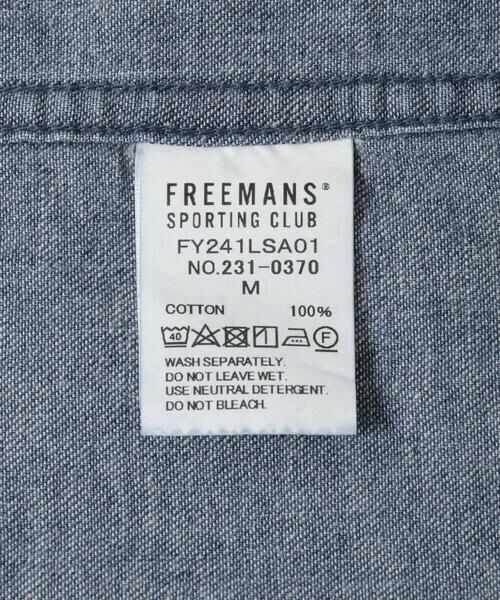 FREEMANS®
SPORTING CLUB
FY241LSA01
NO.231-0370
M
COTTON 100%
40 F
WASH SEPARATELY.
DO NOT LEAVE WET.
USE NEUTRAL DETERGENT.
DO NOT BLEACH.